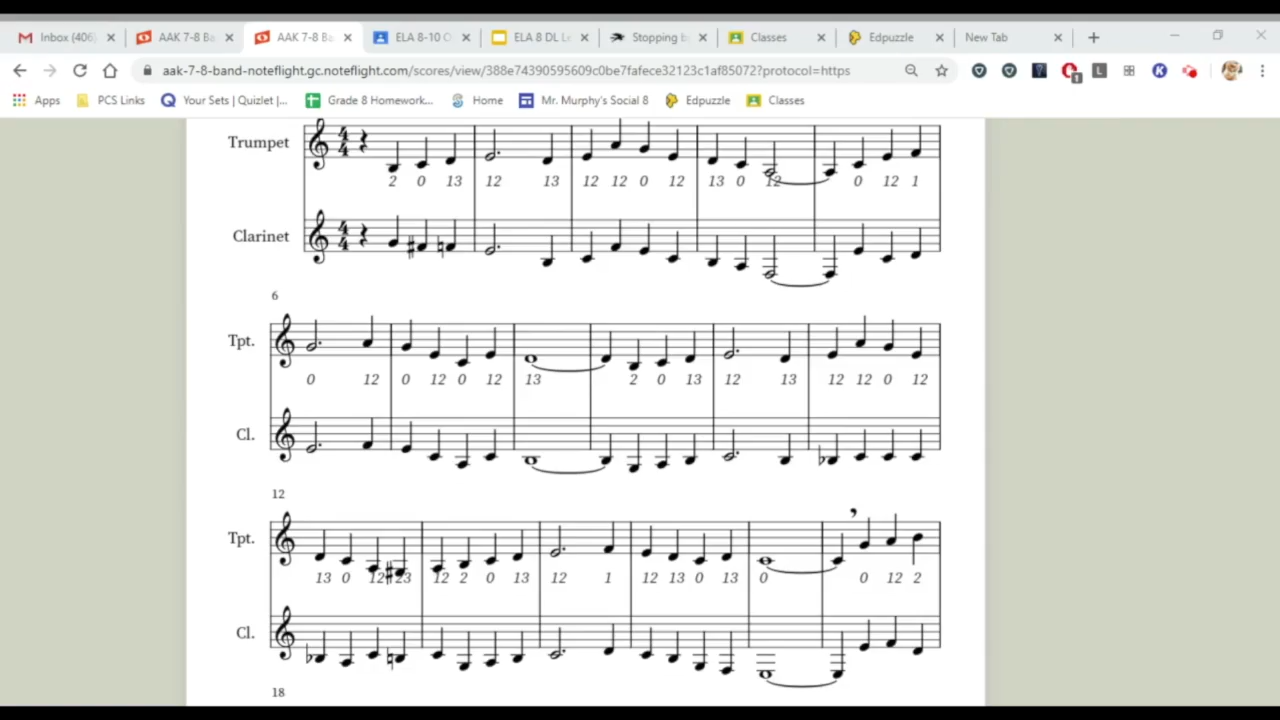 Inbox (406)
AAK 7-8 Ba
AAK 7-8 Ba
ELA 8-10 O
ELA 8 DL Le
Stopping b
Classes
Edpuzzle
New Tab
aak-7-8-band-noteflight.gc.noteflight.com/scores/view/388e74390595609c0be7fafece32123c1af85072?protocol=https
Apps PCS Links Your Sets | Quizlet |... Grade 8 Homework... Home Mr. Murphy's Social 8 Edpuzzle Classes
Trumpet 4 4
2 0 13 12 13 12 12 0 12 13 0 12 0 12 1
Clarinet 4 4
6
Tpt.
0 12 0 12 0 12 13 2 0 13 12 13 12 12 0 12
Cl.
12
Tpt.
13 0 12 23 12 2 0 13 12 1 12 13 0 13 0 0 12 2
Cl.
18